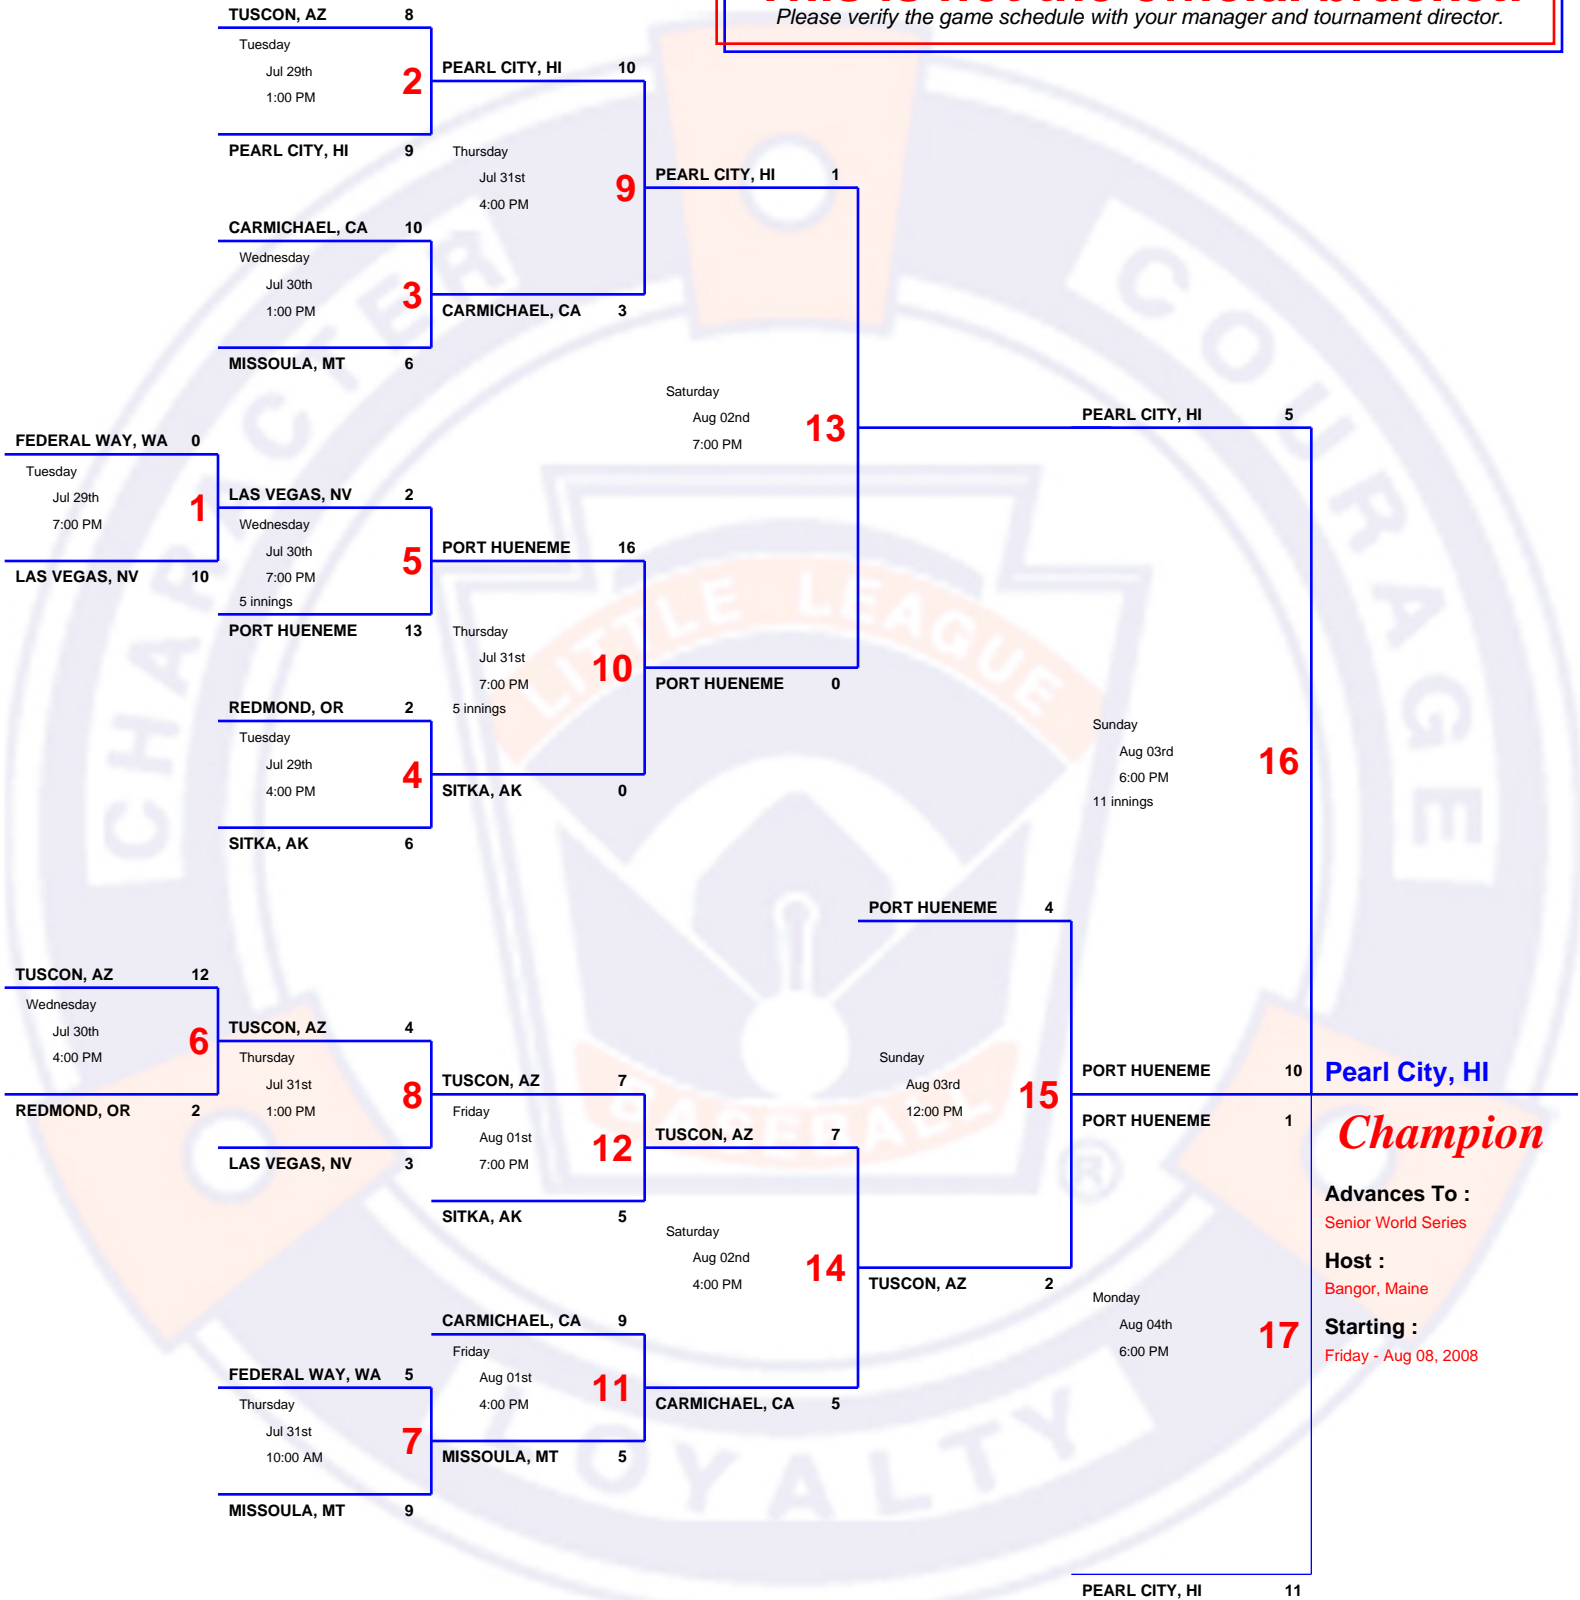 This is not the official bracket.
Please verify the game schedule with your manager and tournament director.
TUSCON, AZ 8
Tuesday
Jul 29th
1:00 PM
2
PEARL CITY, HI 9
PEARL CITY, HI 10
Thursday
Jul 31st
4:00 PM
9
CARMICHAEL, CA 3
CARMICHAEL, CA 10
Wednesday
Jul 30th
1:00 PM
3
MISSOULA, MT 6
PEARL CITY, HI 1
Saturday
Aug 02nd
7:00 PM
13
PORT HUENEME 0
FEDERAL WAY, WA 0
Tuesday
Jul 29th
7:00 PM
1
LAS VEGAS, NV 10
LAS VEGAS, NV 2
Wednesday
Jul 30th
7:00 PM
5 innings
5
PORT HUENEME 13
PORT HUENEME 16
Thursday
Jul 31st
7:00 PM
5 innings
10
SITKA, AK 0
REDMOND, OR 2
Tuesday
Jul 29th
4:00 PM
4
SITKA, AK 6
PEARL CITY, HI 5
Sunday
Aug 03rd
6:00 PM
11 innings
16
PORT HUENEME 10
TUSCON, AZ 12
Wednesday
Jul 30th
4:00 PM
6
REDMOND, OR 2
TUSCON, AZ 4
Thursday
Jul 31st
1:00 PM
8
LAS VEGAS, NV 3
TUSCON, AZ 7
Friday
Aug 01st
7:00 PM
12
SITKA, AK 5
TUSCON, AZ 7
Saturday
Aug 02nd
4:00 PM
14
CARMICHAEL, CA 5
PORT HUENEME 4
Sunday
Aug 03rd
12:00 PM
15
TUSCON, AZ 2
CARMICHAEL, CA 9
Friday
Aug 01st
4:00 PM
11
MISSOULA, MT 5
FEDERAL WAY, WA 5
Thursday
Jul 31st
10:00 AM
7
MISSOULA, MT 9
PORT HUENEME 1
Monday
Aug 04th
6:00 PM
17
PEARL CITY, HI 11
Pearl City, HI
Champion
Advances To :
Senior World Series
Host :
Bangor, Maine
Starting :
Friday - Aug 08, 2008
CHARACTER
COURAGE
LOYALTY
LITTLE LEAGUE
BASEBALL
®